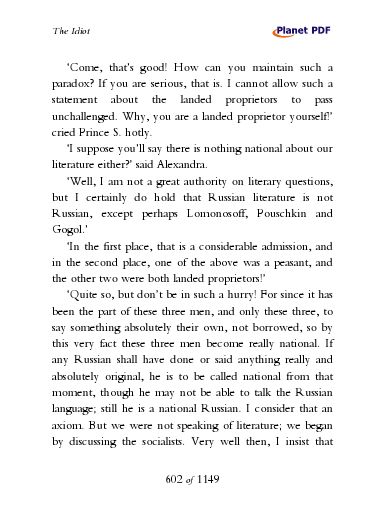 The Idiot
Planet PDF
‘Come, that’s good! How can you maintain such a
paradox? If you are serious, that is. I cannot allow such a
statement about the landed proprietors to pass
unchallenged. Why, you are a landed proprietor yourself!’
cried Prince S. hotly.
‘I suppose you’ll say there is nothing national about our
literature either?’ said Alexandra.
‘Well, I am not a great authority on literary questions,
but I certainly do hold that Russian literature is not
Russian, except perhaps Lomonosoff, Pouschkin and
Gogol.’
‘In the first place, that is a considerable admission, and
in the second place, one of the above was a peasant, and
the other two were both landed proprietors!’
‘Quite so, but don’t be in such a hurry! For since it has
been the part of these three men, and only these three, to
say something absolutely their own, not borrowed, so by
this very fact these three men become really national. If
any Russian shall have done or said anything really and
absolutely original, he is to be called national from that
moment, though he may not be able to talk the Russian
language; still he is a national Russian. I consider that an
axiom. But we were not speaking of literature; we began
by discussing the socialists. Very well then, I insist that
602 of 1149